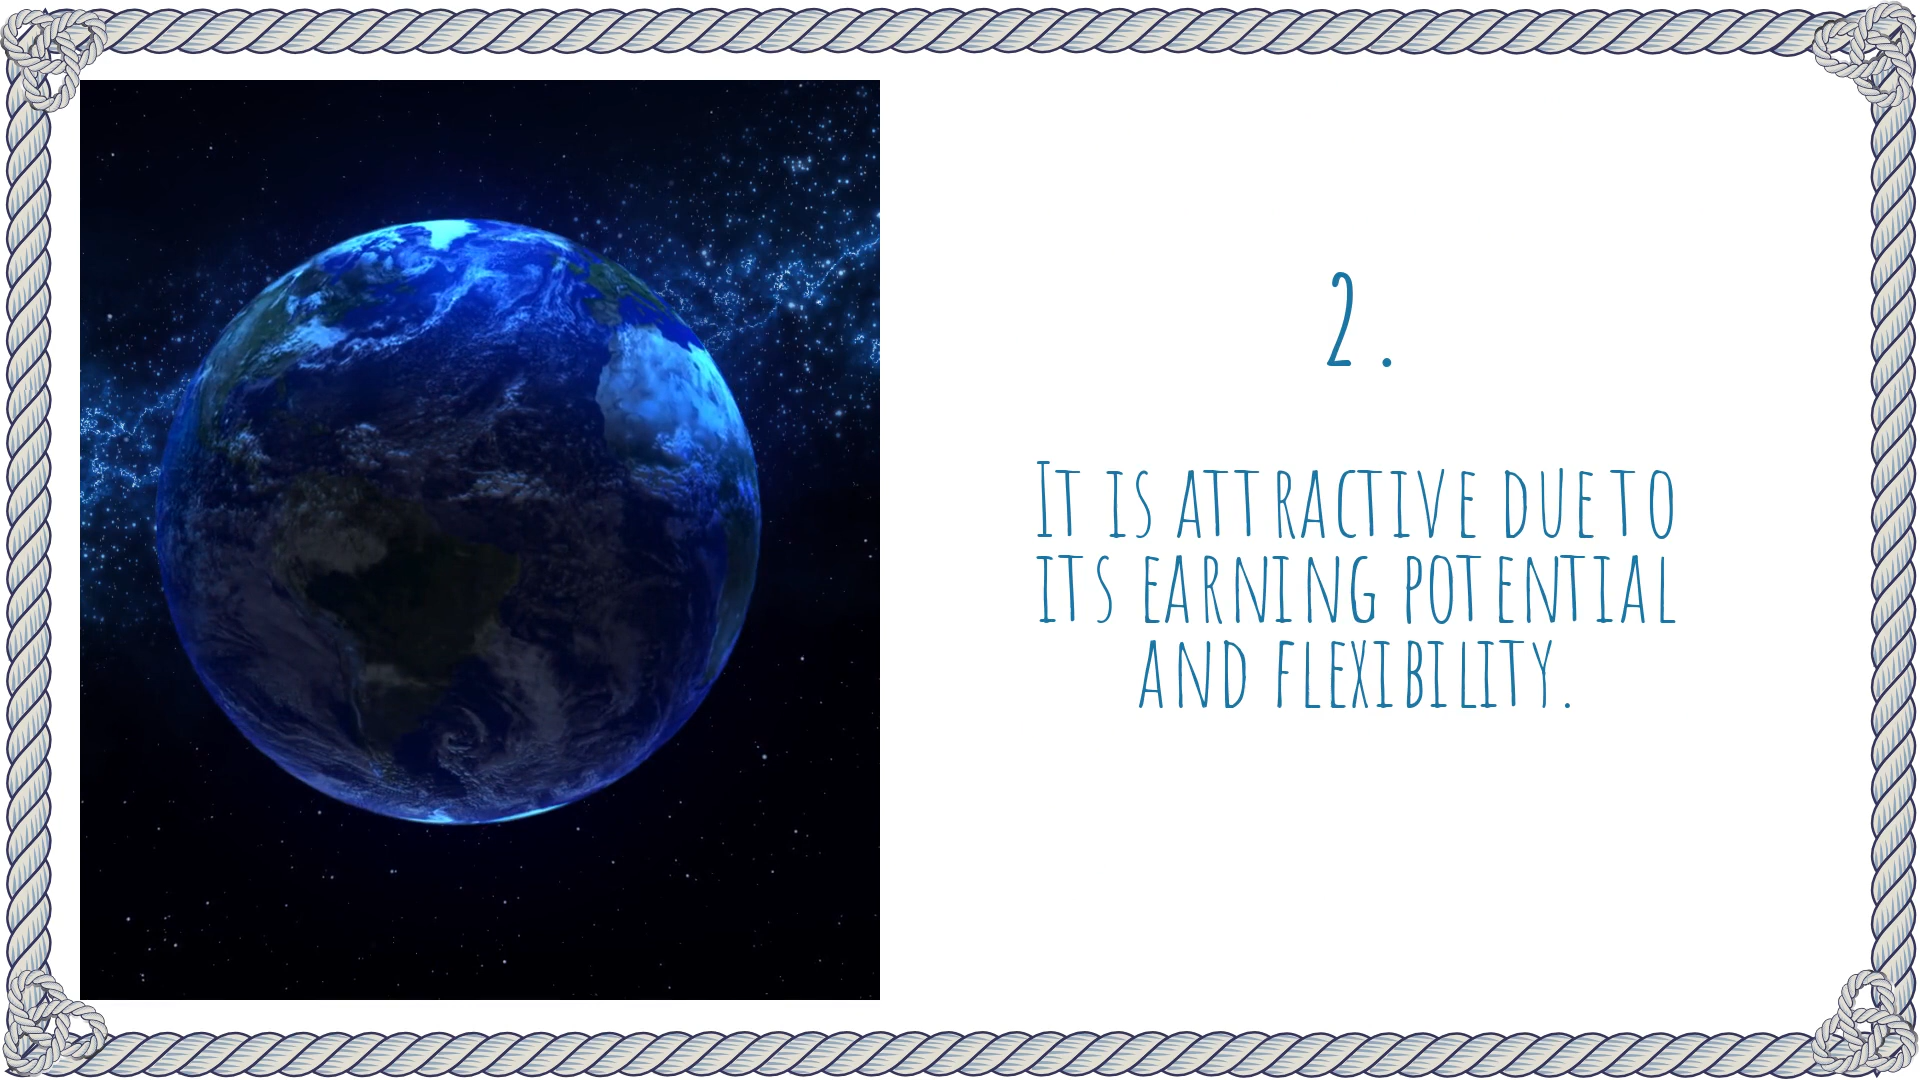 2.
It is attractive due to
its earning potential
and flexibility.